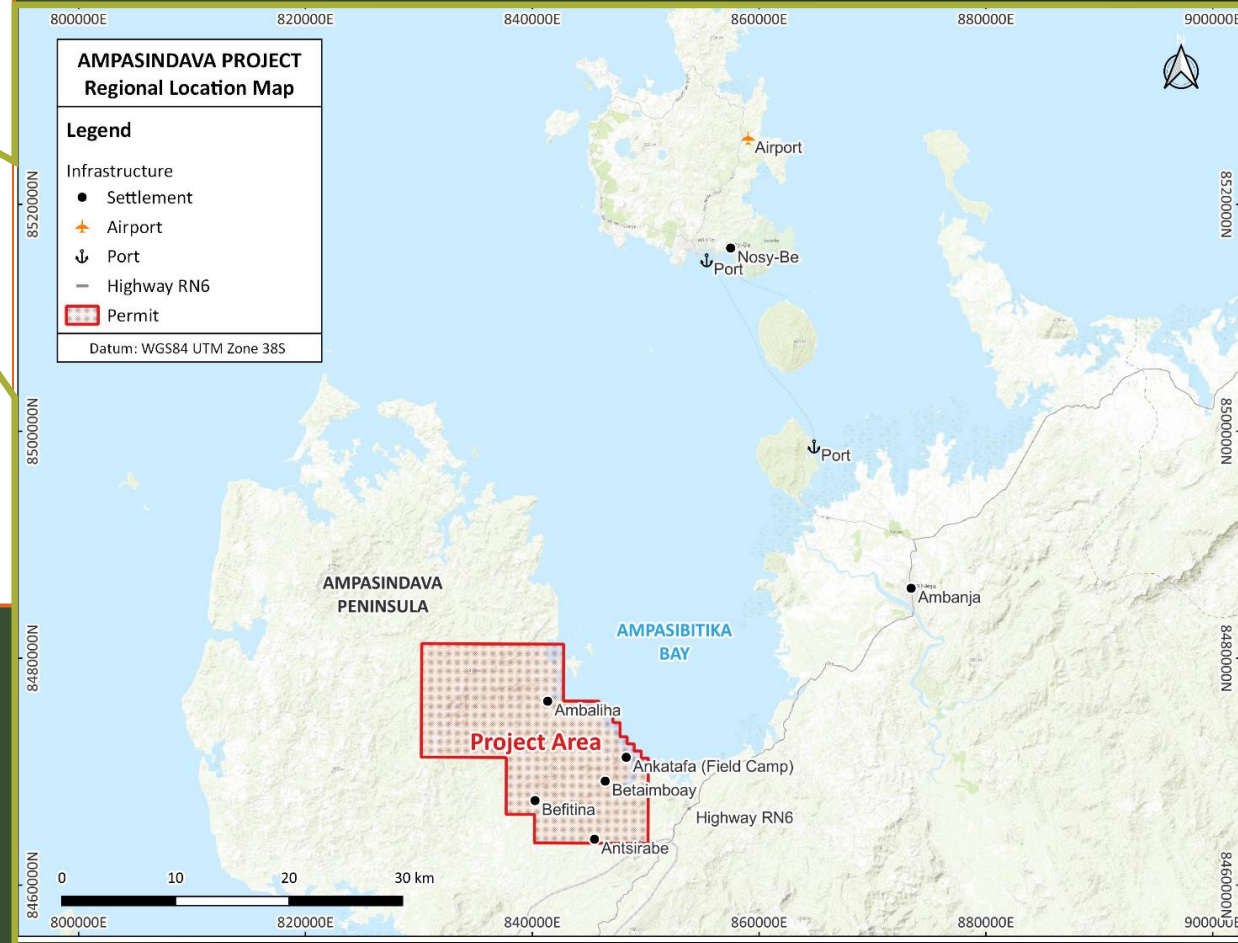 800000E 820000E 840000E 860000E 880000E 900000E
AMPASINDAVA PROJECT
Regional Location Map
Legend
Infrastructure
Settlement
Airport
Port
Highway RN6
Permit
Datum: WGS84 UTM Zone 38S
N
Airport
8520000N 8520000N
Nosy-Be
Port
8500000N 8500000N
Port
AMPASINDAVA
PENINSULA
Ambanja
AMPASIBITIKA
BAY
8480000N 8480000N
Ambaliha
Project Area
Ankatafa (Field Camp)
Betaimboay
Befitina
Highway RN6
Antsirabe
0 10 20 30 km
8460000N 8460000N
800000E 820000E 840000E 860000E 880000E 900000E